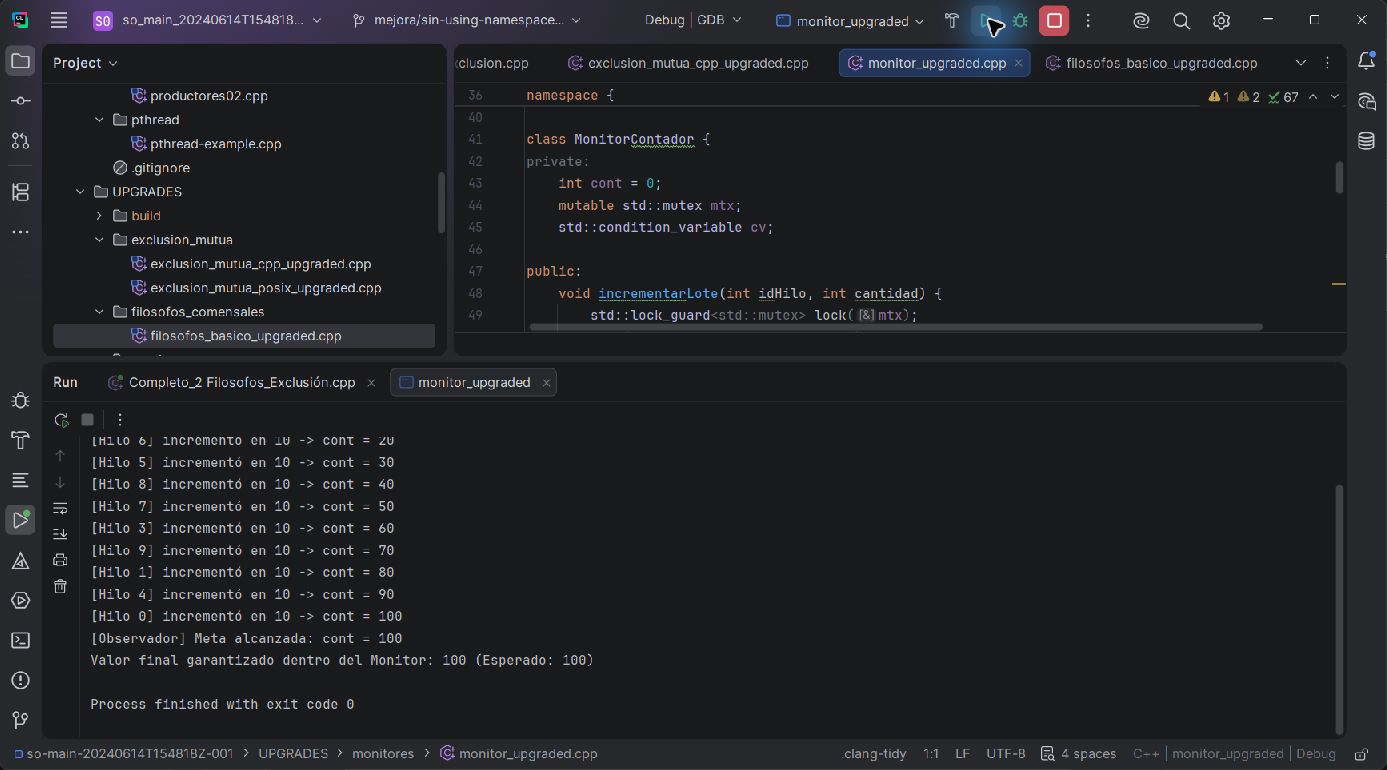 SO so_main_20240614T154818... mejora/sin-using-namespace... Debug GDB monitor_upgraded
Project
productores02.cpp
pthread
pthread-example.cpp
.gitignore
UPGRADES
build
exclusion_mutua
exclusion_mutua_cpp_upgraded.cpp
exclusion_mutua_posix_upgraded.cpp
filosofos_comensales
filosofos_basico_upgraded.cpp
clusion.cpp exclusion_mutua_cpp_upgraded.cpp monitor_upgraded.cpp filosofos_basico_upgraded.cpp
36 namespace { 1 2 67
40
41 class MonitorContador {
42 private:
43 int cont = 0;
44 mutable std::mutex mtx;
45 std::condition_variable cv;
46
47 public:
48 void incrementarLote(int idHilo, int cantidad) {
49 std::lock_guard<std::mutex> lock([&]mtx);
Run Completo_2 Filosofos_Exclusión.cpp monitor_upgraded
[Hilo 6] incrementó en 10 -> cont = 20
[Hilo 5] incrementó en 10 -> cont = 30
[Hilo 8] incrementó en 10 -> cont = 40
[Hilo 7] incrementó en 10 -> cont = 50
[Hilo 3] incrementó en 10 -> cont = 60
[Hilo 9] incrementó en 10 -> cont = 70
[Hilo 1] incrementó en 10 -> cont = 80
[Hilo 4] incrementó en 10 -> cont = 90
[Hilo 0] incrementó en 10 -> cont = 100
[Observador] Meta alcanzada: cont = 100
Valor final garantizado dentro del Monitor: 100 (Esperado: 100)
Process finished with exit code 0
so-main-20240614T154818Z-001 > UPGRADES > monitores > monitor_upgraded.cpp .clang-tidy 1:1 LF UTF-8 4 spaces C++ | monitor_upgraded | Debug